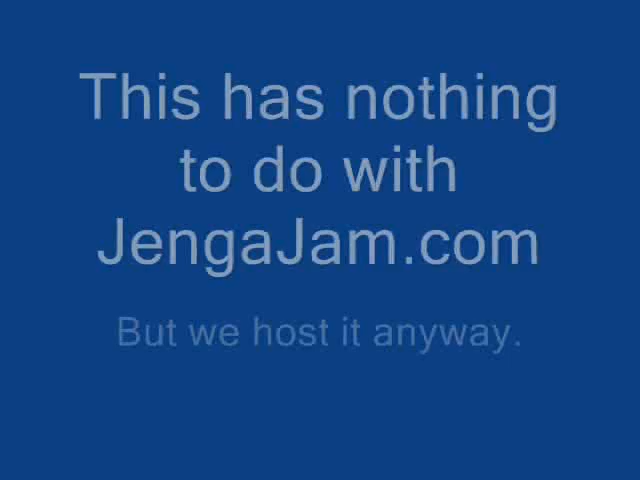 This has nothing
to do with
JengaJam.com
But we host it anyway.